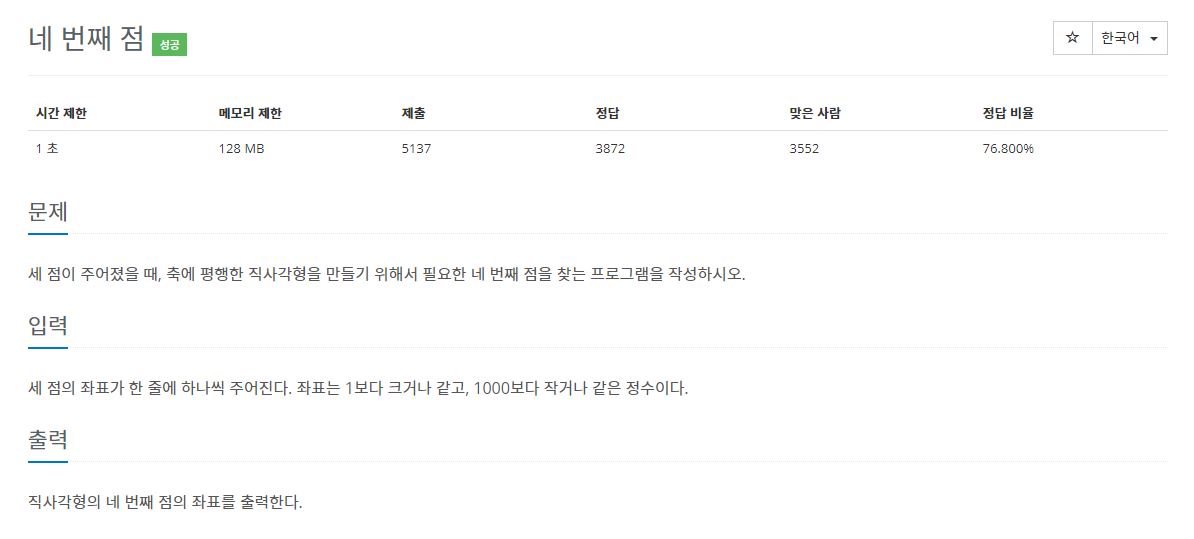 네 번째 점 성공
☆ 한국어
시간 제한 메모리 제한 제출 정답 맞은 사람 정답 비율
1 초 128 MB 5137 3872 3552 76.800%
문제
세 점이 주어졌을 때, 축에 평행한 직사각형을 만들기 위해서 필요한 네 번째 점을 찾는 프로그램을 작성하시오.
입력
세 점의 좌표가 한 줄에 하나씩 주어진다. 좌표는 1보다 크거나 같고, 1000보다 작거나 같은 정수이다.
출력
직사각형의 네 번째 점의 좌표를 출력한다.